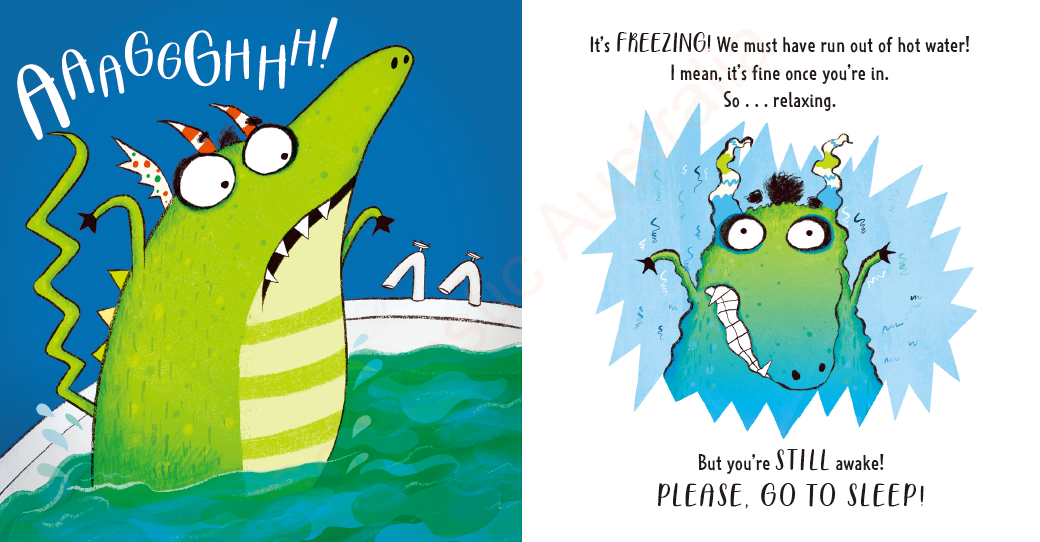 AAAGGGHHH!
It's FREEZING! We must have run out of hot water!
I mean, it's fine once you're in.
So . . . relaxing.
But you're STILL awake!
PLEASE, GO TO SLEEP!